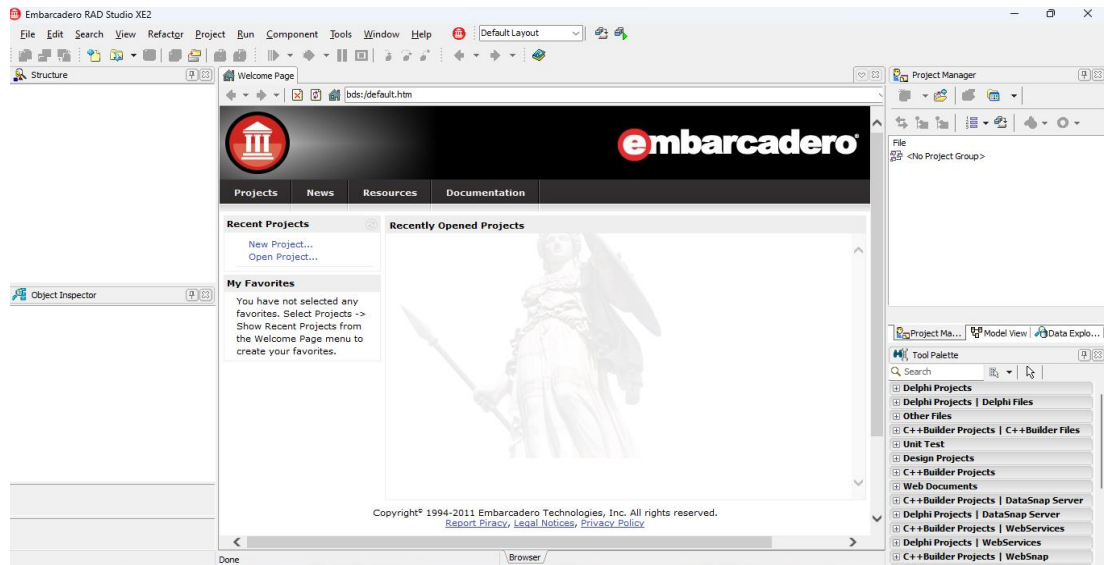 Embarcadero RAD Studio XE2
File Edit Search View Refactor Project Run Component Tools Window Help Default Layout
Structure
Welcome Page
bds:/default.htm
embarcadero
Projects News Resources Documentation
Recent Projects
New Project...
Open Project...
My Favorites
You have not selected any
favorites. Select Projects ->
Show Recent Projects from
the Welcome Page menu to
create your favorites.
Recently Opened Projects
Copyright© 1994-2011 Embarcadero Technologies, Inc. All rights reserved.
Report Piracy, Legal Notices, Privacy Policy
Done
Browser
Object Inspector
Project Manager
File
<No Project Group>
Project Ma... Model View Data Explo...
Tool Palette
Search
Delphi Projects
Delphi Projects | Delphi Files
Other Files
C++Builder Projects | C++Builder Files
Unit Test
Design Projects
C++Builder Projects
Web Documents
C++Builder Projects | DataSnap Server
Delphi Projects | DataSnap Server
C++Builder Projects | WebServices
Delphi Projects | WebServices
C++Builder Projects | WebSnap